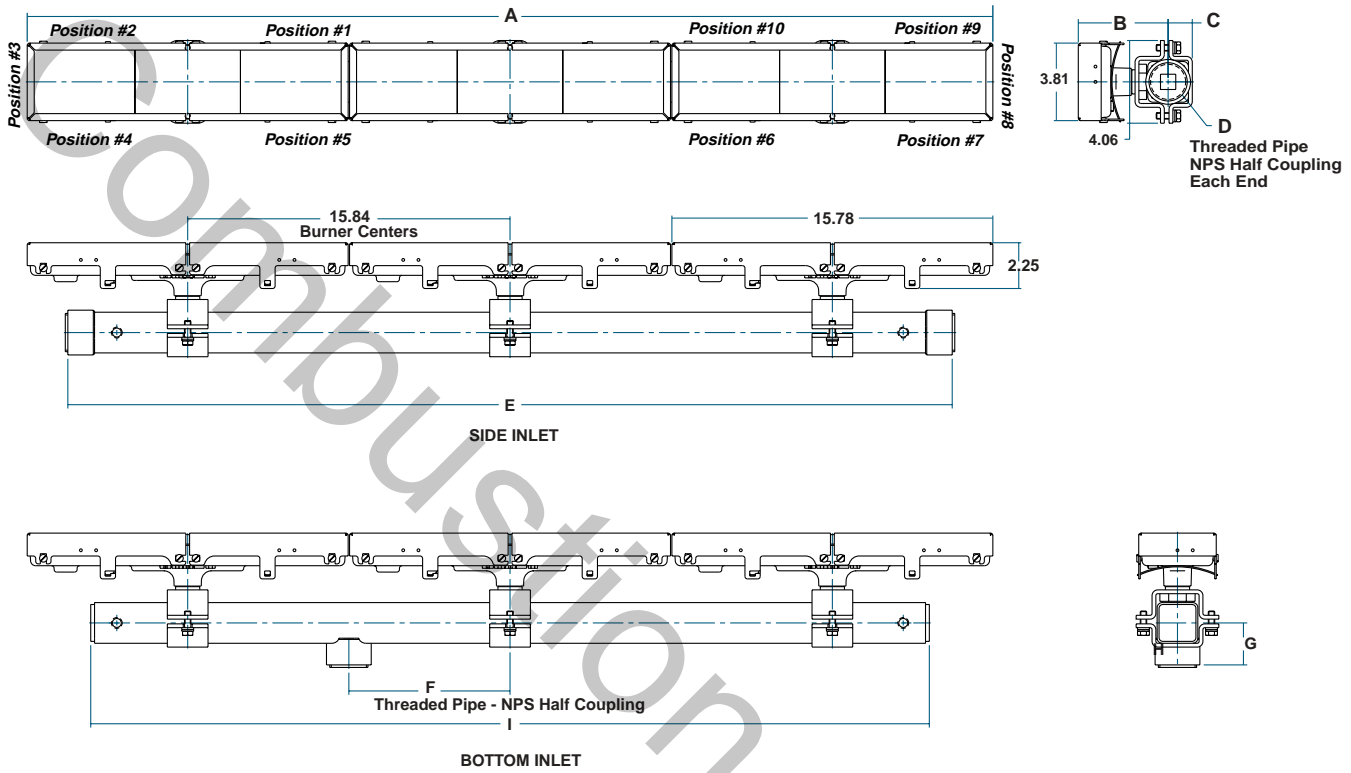 A
B
C
Position #2
Position #1
Position #10
Position #9
Position #3
Position #8
3.81
Position #4
Position #5
Position #6
Position #7
4.06
D
Threaded Pipe
NPS Half Coupling
Each End
15.84
Burner Centers
15.78
2.25
E
SIDE INLET
F
Threaded Pipe - NPS Half Coupling
I
H
G
BOTTOM INLET
Combustion